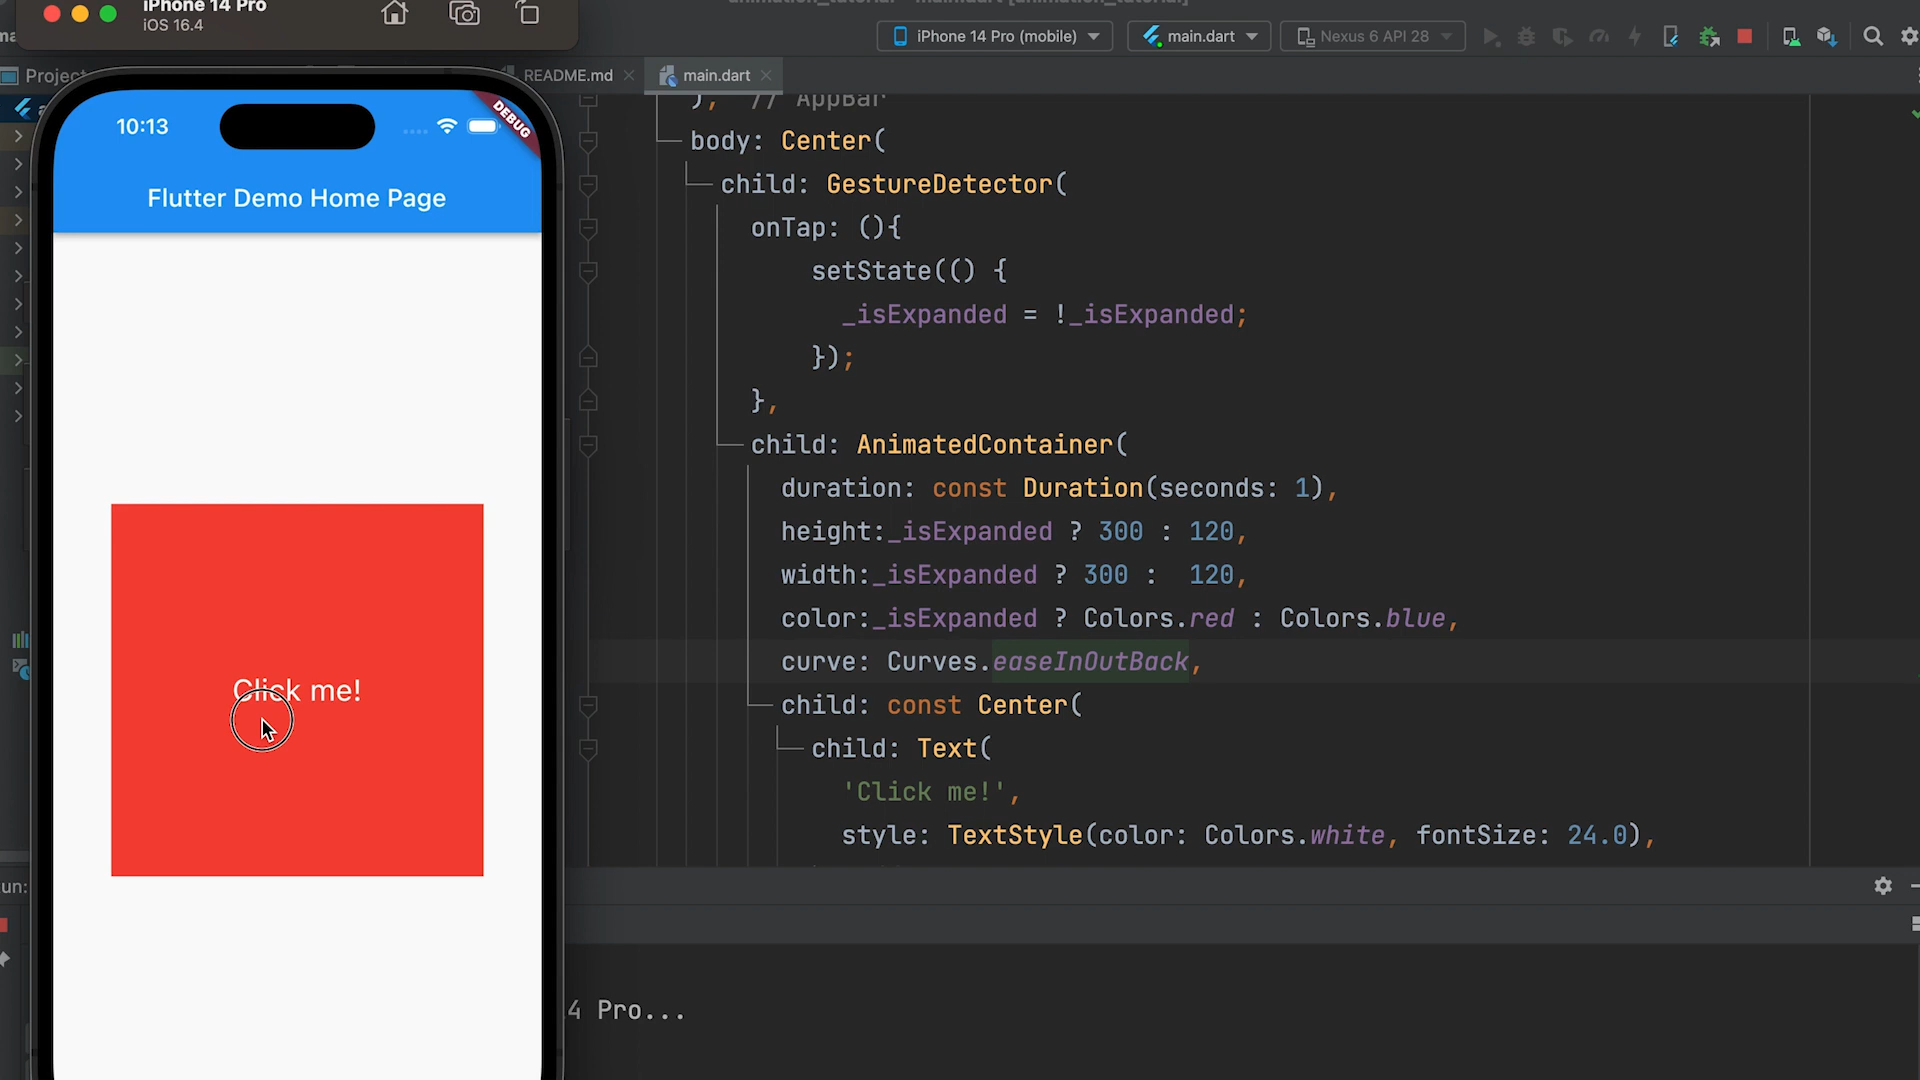 iPhone 14 Pro
iOS 16.4
iPhone 14 Pro (mobile)
main.dart
Nexus 6 API 28
Project
README.md
main.dart
10:13
DEBUG
Flutter Demo Home Page
Click me!
), // AppBar
body: Center(
child: GestureDetector(
onTap: (){
setState(() {
_isExpanded = !_isExpanded;
});
},
child: AnimatedContainer(
duration: const Duration(seconds: 1),
height:_isExpanded ? 300 : 120,
width:_isExpanded ? 300 :  120,
color:_isExpanded ? Colors.red : Colors.blue,
curve: Curves.easeInOutBack,
child: const Center(
child: Text(
'Click me!',
style: TextStyle(color: Colors.white, fontSize: 24.0),
un:
4 Pro...